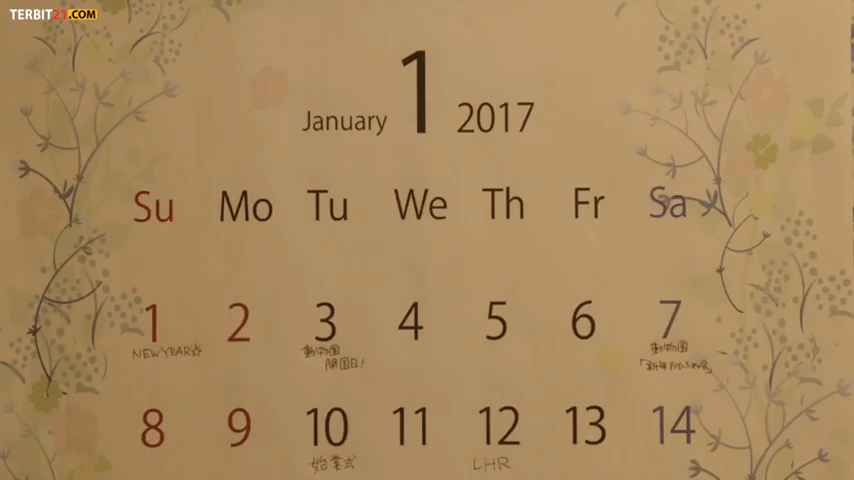 TERBIT21.COM
January 1 2017
Su Mo Tu We Th Fr Sa
1 2 3 4 5 6 7
NEW YEAR☆ 動物園 動物園
開園日!
8 9 10 11 12 13 14
始業式 LHR